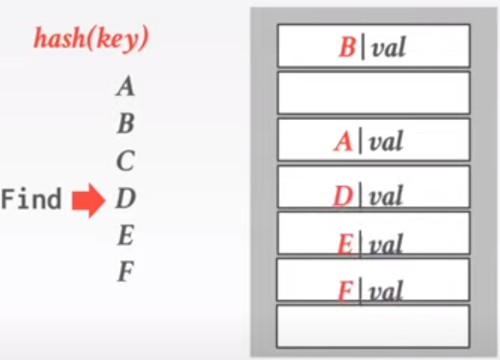 hash(key)
A
B
C
Find D
E
F
B|val
A|val
D|val
E|val
F|val